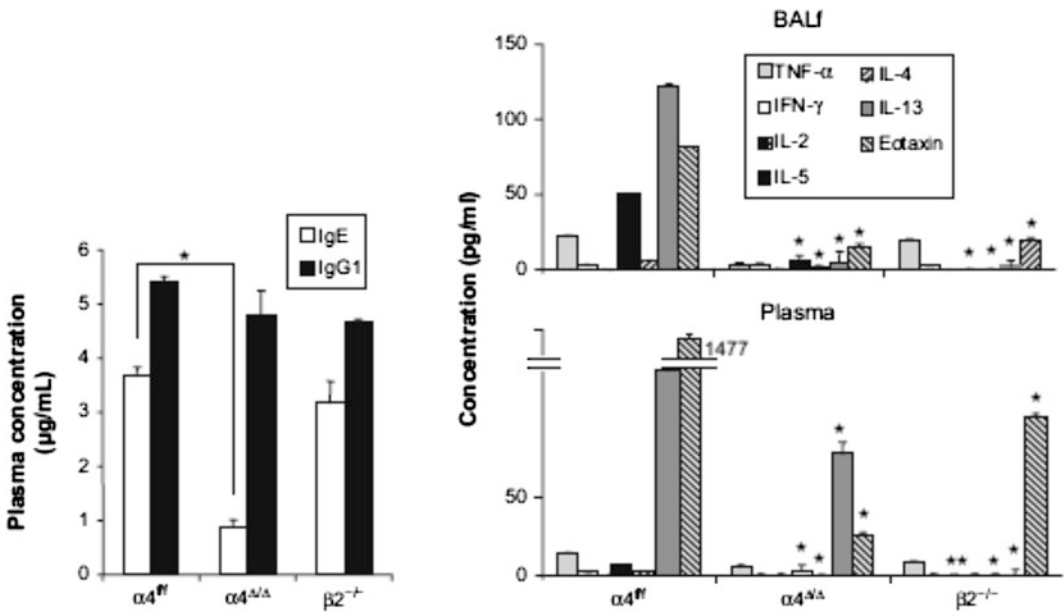 Plasma concentration
(µg/mL)
6
5
4
3
2
1
0
★
IgE
IgG1
α4f/f
α4Δ/Δ
β2−/−
BALf
Concentration (pg/ml)
150
100
50
0
TNF-α
IFN-γ
IL-2
IL-5
IL-4
IL-13
Eotaxin
★ ★ ★ ★
★ ★ ★ ★
Plasma
1477
50
0
★ ★ ★ ★
★★ ★ ★ ★
α4f/f
α4Δ/Δ
β2−/−